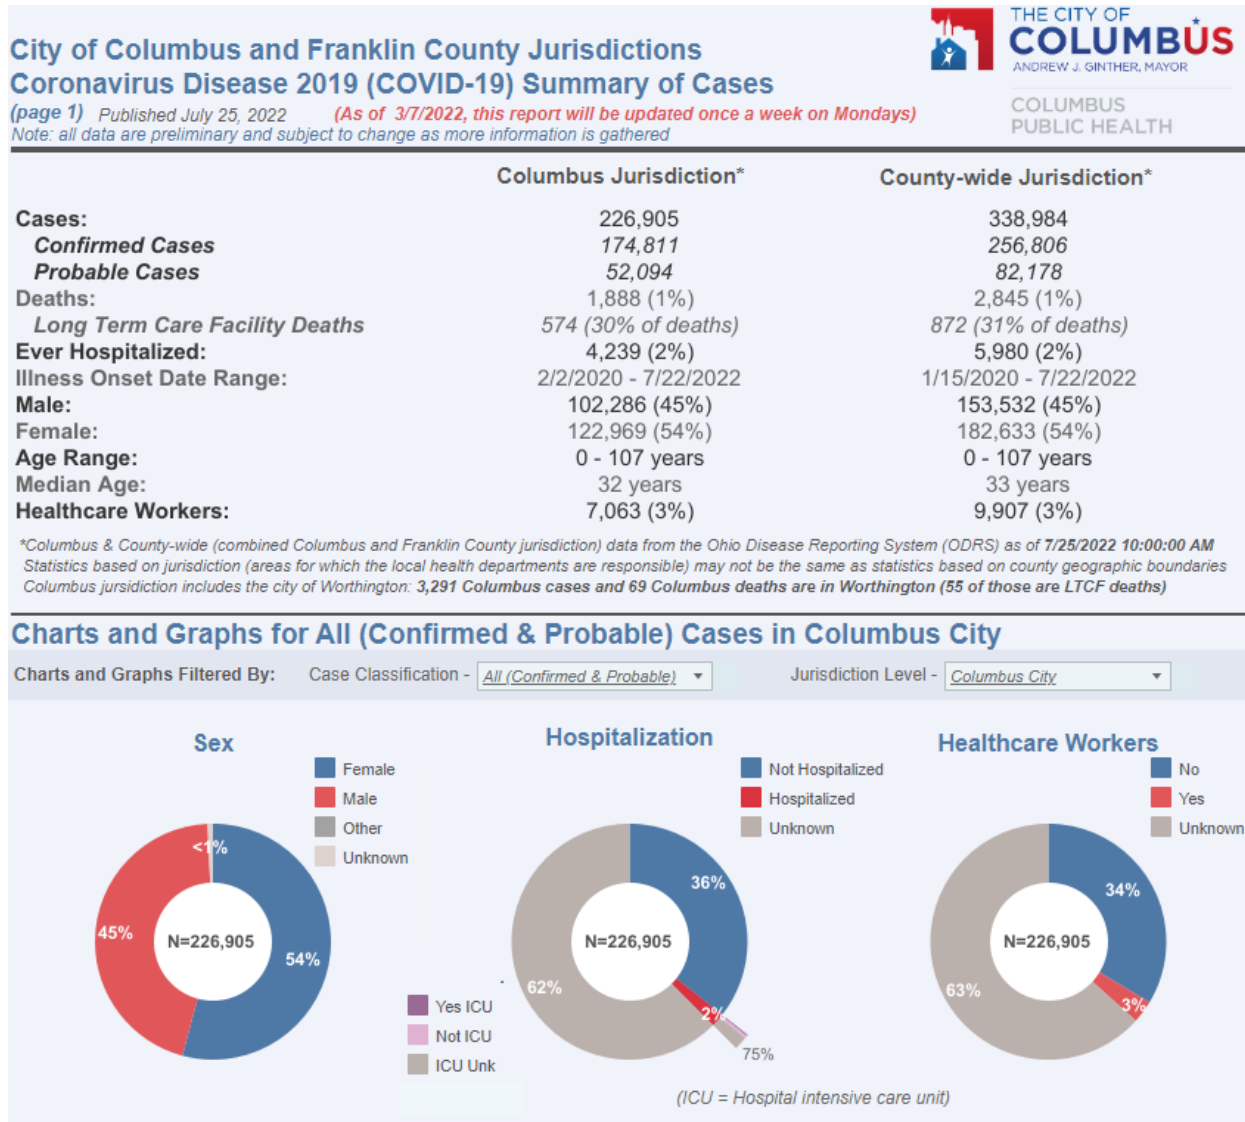 THE CITY OF
COLUMBUS
ANDREW J. GINTHER, MAYOR
COLUMBUS
PUBLIC HEALTH
City of Columbus and Franklin County Jurisdictions
Coronavirus Disease 2019 (COVID-19) Summary of Cases
(page 1) Published July 25, 2022 (As of 3/7/2022, this report will be updated once a week on Mondays)
Note: all data are preliminary and subject to change as more information is gathered
Columbus Jurisdiction* County-wide Jurisdiction*
Cases: 226,905 338,984
Confirmed Cases 174,811 256,806
Probable Cases 52,094 82,178
Deaths: 1,888 (1%) 2,845 (1%)
Long Term Care Facility Deaths 574 (30% of deaths) 872 (31% of deaths)
Ever Hospitalized: 4,239 (2%) 5,980 (2%)
Illness Onset Date Range: 2/2/2020 - 7/22/2022 1/15/2020 - 7/22/2022
Male: 102,286 (45%) 153,532 (45%)
Female: 122,969 (54%) 182,633 (54%)
Age Range: 0 - 107 years 0 - 107 years
Median Age: 32 years 33 years
Healthcare Workers: 7,063 (3%) 9,907 (3%)
*Columbus & County-wide (combined Columbus and Franklin County jurisdiction) data from the Ohio Disease Reporting System (ODRS) as of 7/25/2022 10:00:00 AM
Statistics based on jurisdiction (areas for which the local health departments are responsible) may not be the same as statistics based on county geographic boundaries
Columbus jursidiction includes the city of Worthington: 3,291 Columbus cases and 69 Columbus deaths are in Worthington (55 of those are LTCF deaths)
Charts and Graphs for All (Confirmed & Probable) Cases in Columbus City
Charts and Graphs Filtered By: Case Classification - All (Confirmed & Probable) Jurisdiction Level - Columbus City
Sex
Female
Male
Other
Unknown
<1%
45%
N=226,905
54%
Hospitalization
Not Hospitalized
Hospitalized
Unknown
36%
N=226,905
62%
2%
75%
Yes ICU
Not ICU
ICU Unk
(ICU = Hospital intensive care unit)
Healthcare Workers
No
Yes
Unknown
34%
N=226,905
63%
3%